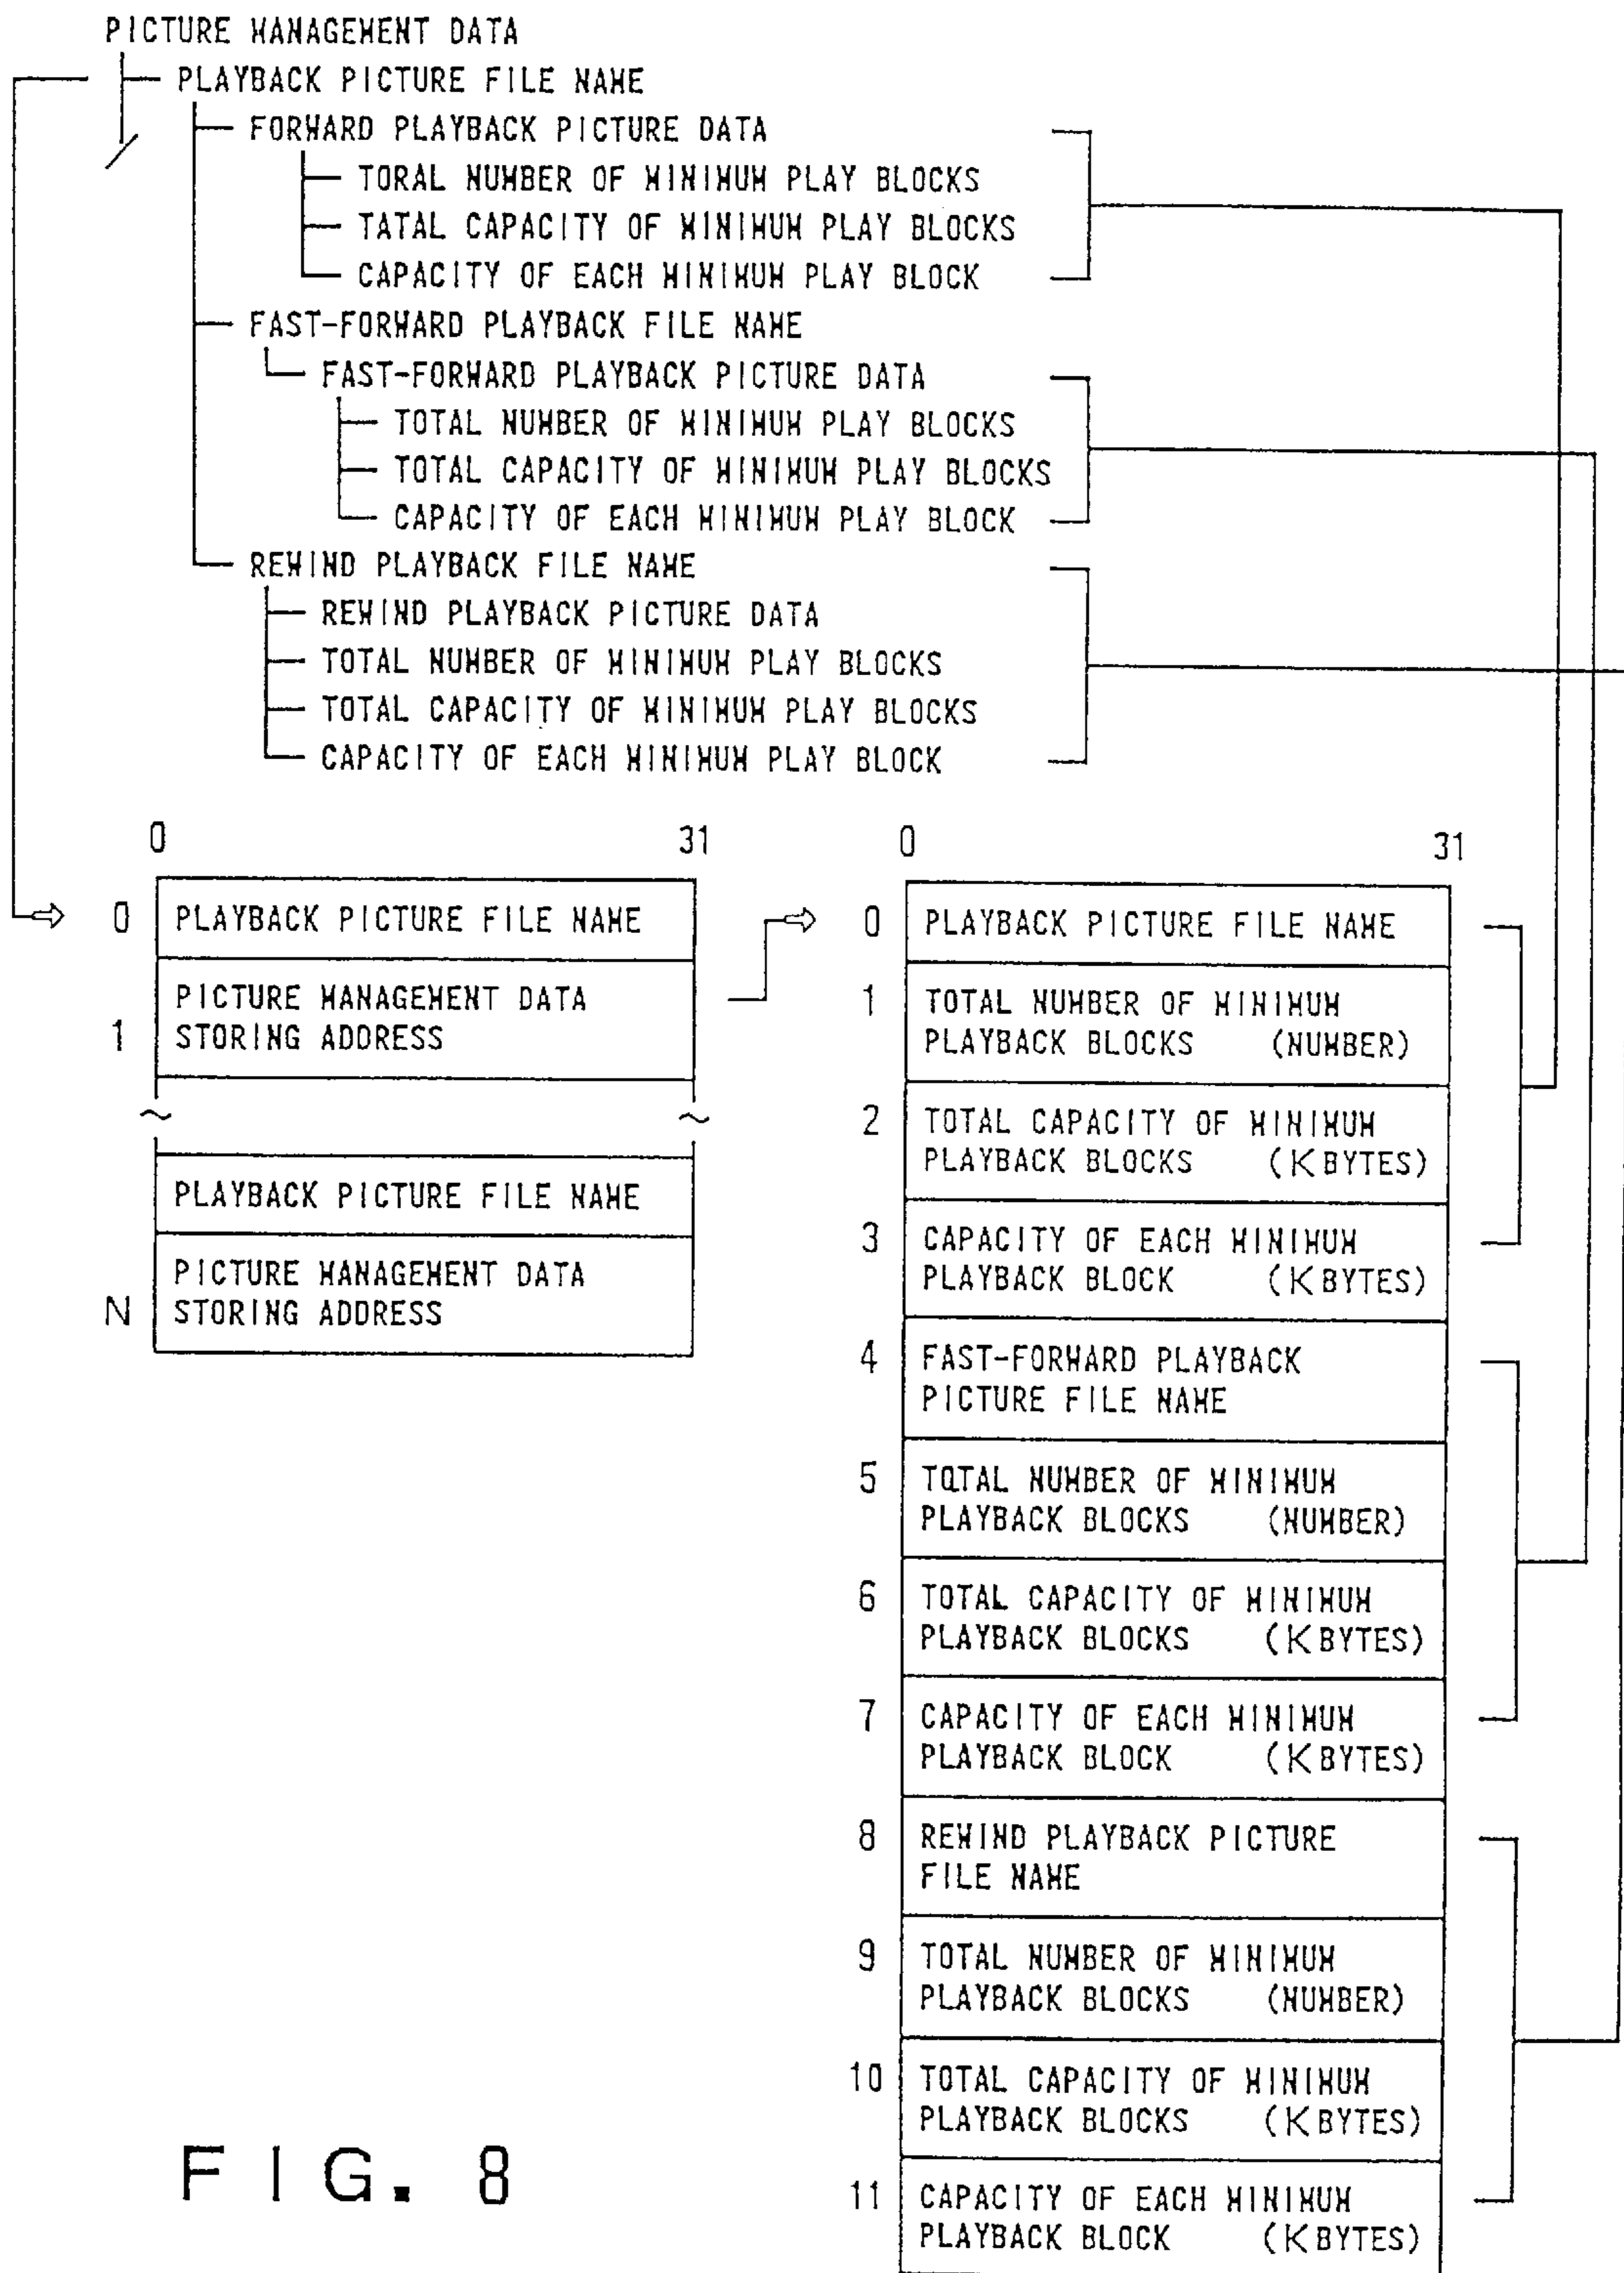 PICTURE MANAGEMENT DATA
PLAYBACK PICTURE FILE NAME
FORWARD PLAYBACK PICTURE DATA
TORAL NUMBER OF MINIMUM PLAY BLOCKS
TATAL CAPACITY OF MINIMUM PLAY BLOCKS
CAPACITY OF EACH MINIMUM PLAY BLOCK
FAST-FORWARD PLAYBACK FILE NAME
FAST-FORWARD PLAYBACK PICTURE DATA
TOTAL NUMBER OF MINIMUM PLAY BLOCKS
TOTAL CAPACITY OF MINIMUM PLAY BLOCKS
CAPACITY OF EACH MINIMUM PLAY BLOCK
REWIND PLAYBACK FILE NAME
REWIND PLAYBACK PICTURE DATA
TOTAL NUMBER OF MINIMUM PLAY BLOCKS
TOTAL CAPACITY OF MINIMUM PLAY BLOCKS
CAPACITY OF EACH MINIMUM PLAY BLOCK
0 31
0 PLAYBACK PICTURE FILE NAME
PICTURE MANAGEMENT DATA
1 STORING ADDRESS
~ ~
PLAYBACK PICTURE FILE NAME
PICTURE MANAGEMENT DATA
N STORING ADDRESS
0 31
0 PLAYBACK PICTURE FILE NAME
1 TOTAL NUMBER OF MINIMUM
PLAYBACK BLOCKS (NUMBER)
2 TOTAL CAPACITY OF MINIMUM
PLAYBACK BLOCKS (KBYTES)
3 CAPACITY OF EACH MINIMUM
PLAYBACK BLOCK (KBYTES)
4 FAST-FORWARD PLAYBACK
PICTURE FILE NAME
5 TOTAL NUMBER OF MINIMUM
PLAYBACK BLOCKS (NUMBER)
6 TOTAL CAPACITY OF MINIMUM
PLAYBACK BLOCKS (KBYTES)
7 CAPACITY OF EACH MINIMUM
PLAYBACK BLOCK (KBYTES)
8 REWIND PLAYBACK PICTURE
FILE NAME
9 TOTAL NUMBER OF MINIMUM
PLAYBACK BLOCKS (NUMBER)
10 TOTAL CAPACITY OF MINIMUM
PLAYBACK BLOCKS (KBYTES)
11 CAPACITY OF EACH MINIMUM
PLAYBACK BLOCK (KBYTES)
FIG. 8